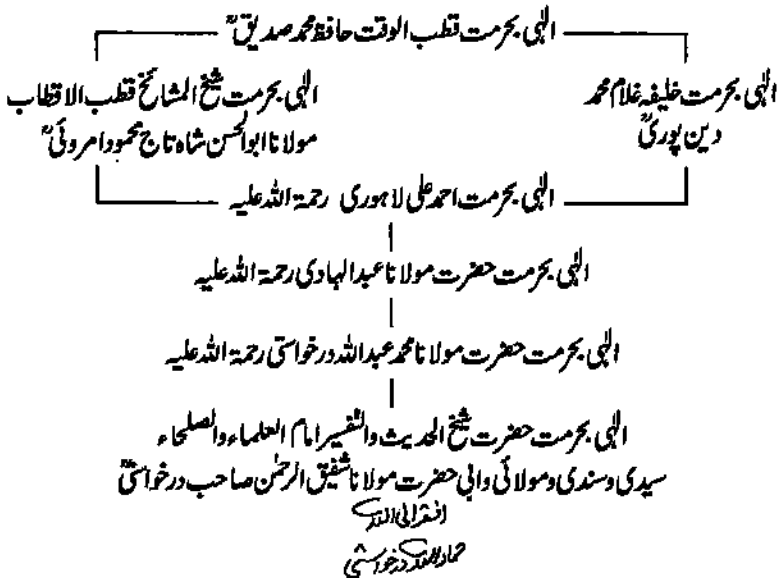 الٰہی بحرمت قطب الوقت حافظ محمد صدیقؒ
الٰہی بحرمت خلیفہ غلام محمد
دین پوریؒ
الٰہی بحرمت شیخ المشائخ قطب الاقطاب
مولانا ابوالحسن شاہ تاج محمود امروٹیؒ
الٰہی بحرمت احمد علی لاہوری رحمۃ اللہ علیہ
الٰہی بحرمت حضرت مولانا عبدالہادی رحمۃ اللہ علیہ
الٰہی بحرمت حضرت مولانا محمد عبداللہ درخواستی رحمۃ اللہ علیہ
الٰہی بحرمت حضرت شیخ الحدیث والتفسیر امام العلماء والصلحاء
سیدی وسندی ومولائی وابی حضرت مولانا شفیق الرحمٰن صاحب درخواستیؒ
افقر الی اللہ
حماداللہ درخواستی